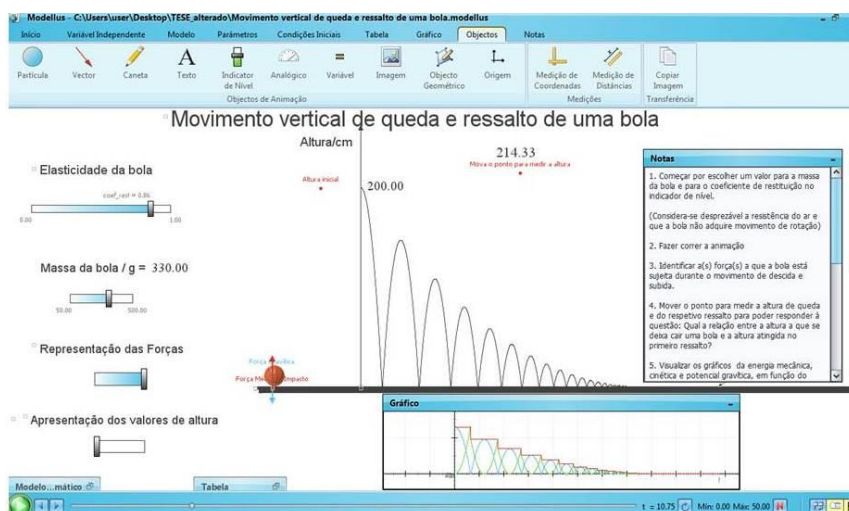 Modellus - C:\Users\user\Desktop\TESE_alterado\Movimento vertical de queda e ressalto de uma bola.modellus
Início Variável Independente Modelo Parâmetros Condições Iniciais Tabela Gráfico Objectos Notas
Partícula Vector Caneta Texto Indicador de Nível Analógico Variável Imagem Objecto Geométrico Origem Medição de Coordenadas Medição de Distâncias Copiar Imagem
Objectos de Animação Medições Transferência
Movimento vertical de queda e ressalto de uma bola
Altura/cm
214.33
Mova o ponto para medir a altura
Altura inicial
200.00
Elasticidade da bola
coef_rest = 0.86
0.00 1.00
Massa da bola / g = 330.00
50.00 500.00
Representação das Forças
Apresentação dos valores de altura
Força
Força Impacto
Notas
1. Começar por escolher um valor para a massa
da bola e para o coeficiente de restituição no
indicador de nível.
(Considera-se desprezável a resistência do ar e
que a bola não adquire movimento de rotação)
2. Fazer correr a animação
3. Identificar a(s) força(s) a que a bola está
sujeita durante o movimento de descida e
subida.
4. Mover o ponto para medir a altura de queda
e do respetivo ressalto para poder responder à
questão: Qual a relação entre a altura a que se
deixa cair uma bola e a altura atingida no
primeiro ressalto?
5. Visualizar os gráficos da energia mecânica,
cinética e potencial gravítica, em função do
Gráfico
t
Modelo...mático
Tabela
t = 10.75 Min: 0.00 Máx: 50.00